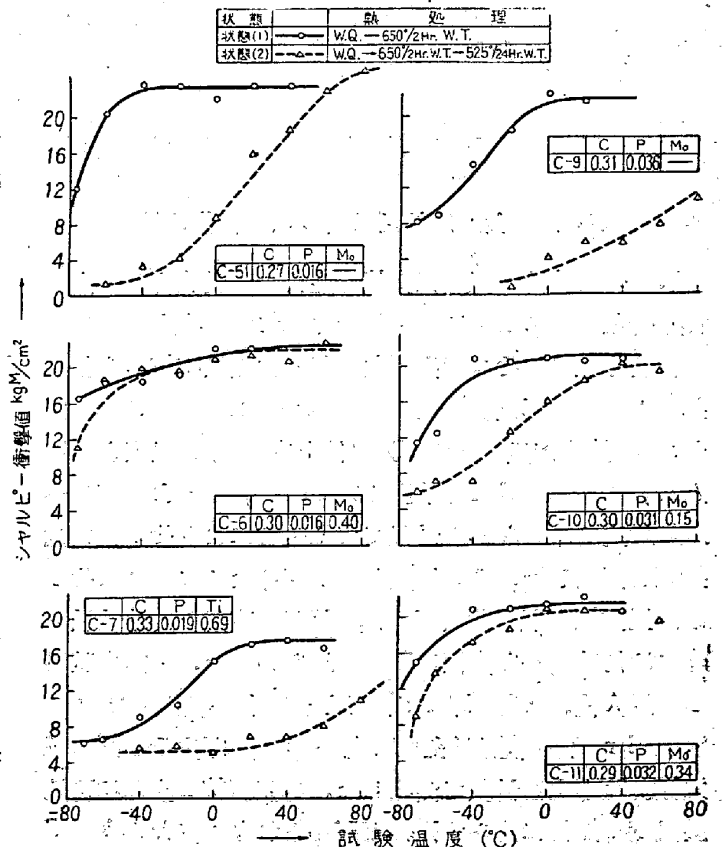 状態 熱処理
状態(1) W.Q.—650°/2Hr. W.T.
状態(2) W.Q.→650°/2Hr. W.T.—525°/24Hr. W.T.
20
16
12
8
4
0
C P Mo
C-51 0.27 0.016 —
C P Mo
C-9 0.31 0.036 —
シャルピー衝撃値 kgM/cm²
20
16
12
8
4
0
C P Mo
C-6 0.30 0.016 0.40
C P Mo
C-10 0.30 0.031 0.15
20
16
12
8
4
0
C P Ti
C-7 0.33 0.019 0.69
C P Mo
C-11 0.29 0.032 0.34
-80 -40 0 40 -80 -40 0 40 80
試験温度 (°C)